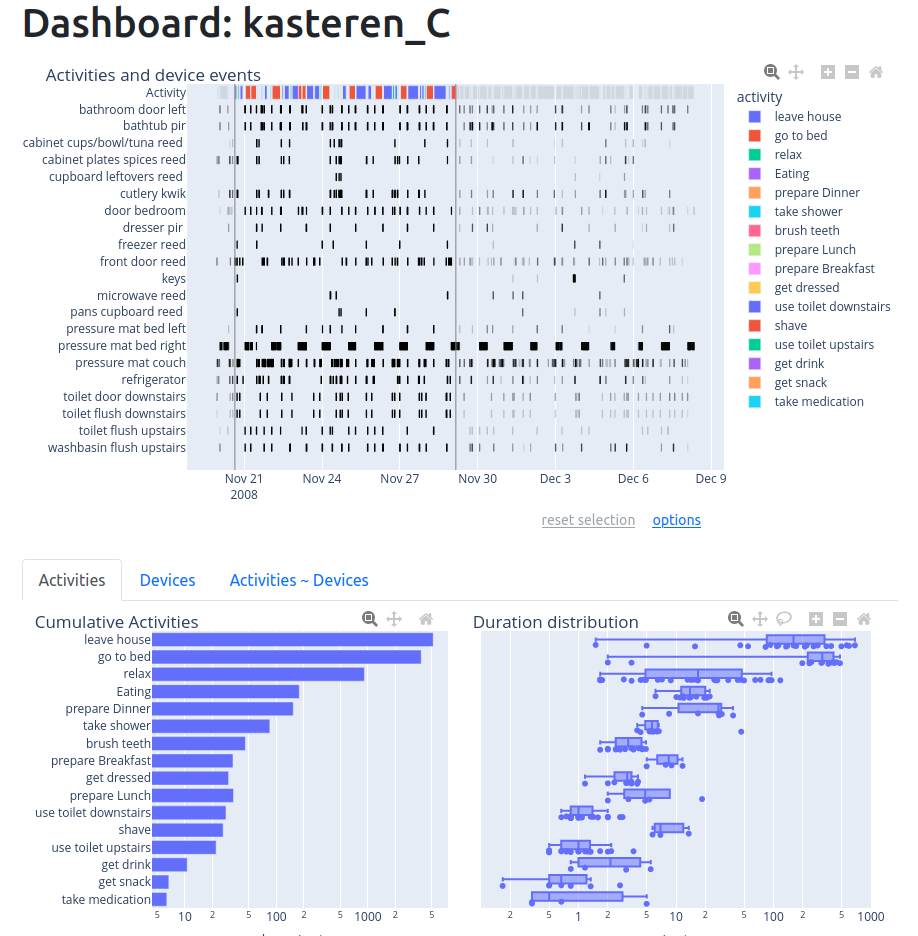 Dashboard: kasteren_C
Activities and device events
Activity
bathroom door left
bathtub pir
cabinet cups/bowl/tuna reed
cabinet plates spices reed
cupboard leftovers reed
cutlery kwik
door bedroom
dresser pir
freezer reed
front door reed
keys
microwave reed
pans cupboard reed
pressure mat bed left
pressure mat bed right
pressure mat couch
refrigerator
toilet door downstairs
toilet flush downstairs
toilet flush upstairs
washbasin flush upstairs
Nov 21 Nov 24 Nov 27 Nov 30 Dec 3 Dec 6 Dec 9
2008
activity
leave house
go to bed
relax
Eating
prepare Dinner
take shower
brush teeth
prepare Lunch
prepare Breakfast
get dressed
use toilet downstairs
shave
use toilet upstairs
get drink
get snack
take medication
reset selection options
Activities Devices Activities ~ Devices
Cumulative Activities
leave house
go to bed
relax
Eating
prepare Dinner
take shower
brush teeth
prepare Breakfast
get dressed
prepare Lunch
use toilet downstairs
shave
use toilet upstairs
get drink
get snack
take medication
5 10 2 5 100 2 5 1000 2 5
Duration distribution
2 5 1 2 5 10 2 5 100 2 5 1000